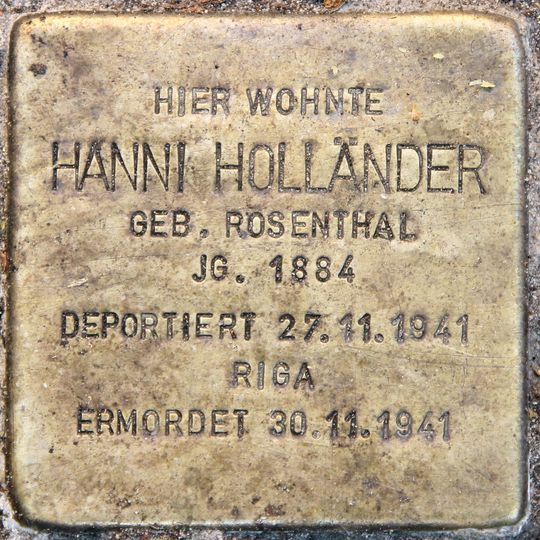 HIER WOHNTE
HANNI HOLLÄNDER
GEB. ROSENTHAL
JG. 1884
DEPORTIERT 27.11.1941
RIGA
ERMORDET 30.11.1941